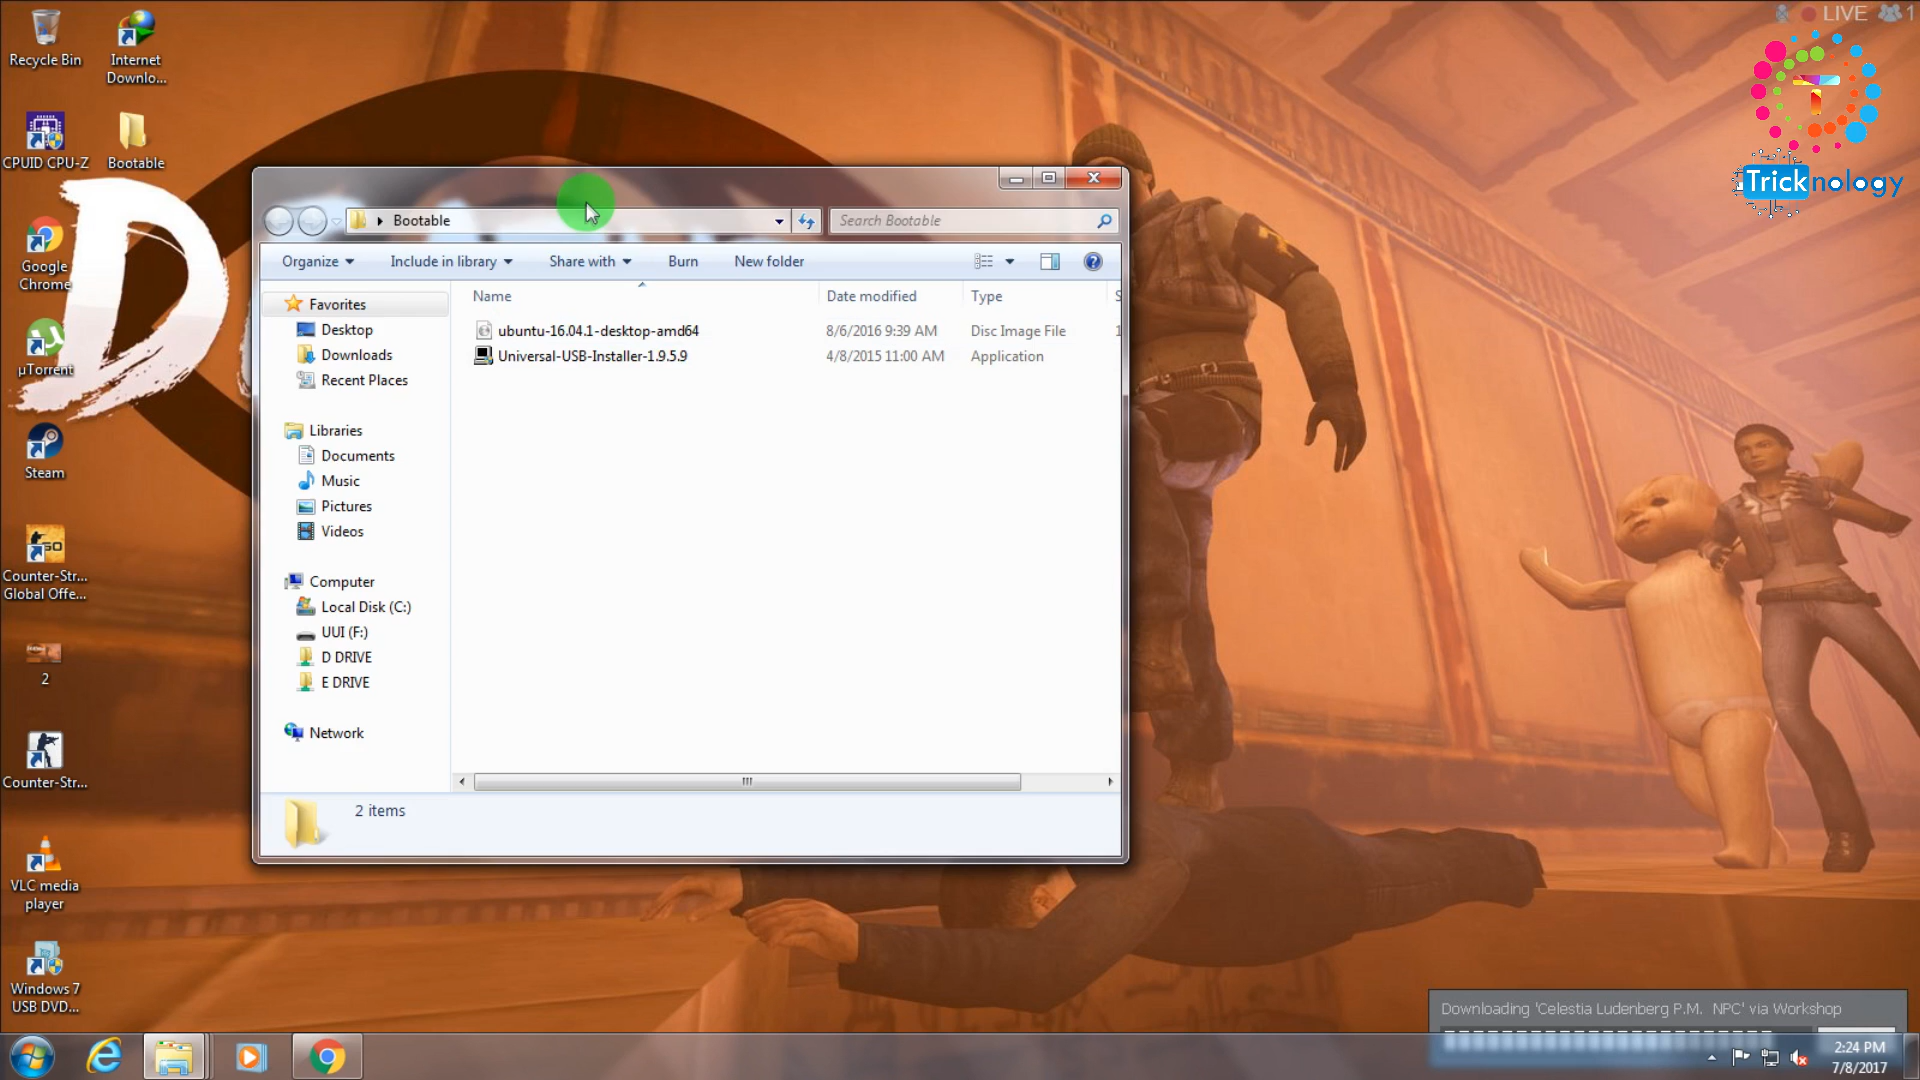 LIVE 1
Tricknology
Recycle Bin
Internet
Downlo...
CPUID CPU-Z
Bootable
Google
Chrome
µTorrent
Steam
Counter-Str...
Global Offe...
2
Counter-Str...
VLC media
player
Windows 7
USB DVD...
D
Bootable
Search Bootable
Organize
Include in library
Share with
Burn
New folder
Name
Date modified
Type
S
ubuntu-16.04.1-desktop-amd64
8/6/2016 9:39 AM
Disc Image File
1
Universal-USB-Installer-1.9.5.9
4/8/2015 11:00 AM
Application
Favorites
Desktop
Downloads
Recent Places
Libraries
Documents
Music
Pictures
Videos
Computer
Local Disk (C:)
UUI (F:)
D DRIVE
E DRIVE
Network
2 items
Downloading 'Celestia Ludenberg P.M. NPC' via Workshop
2:24 PM
7/8/2017